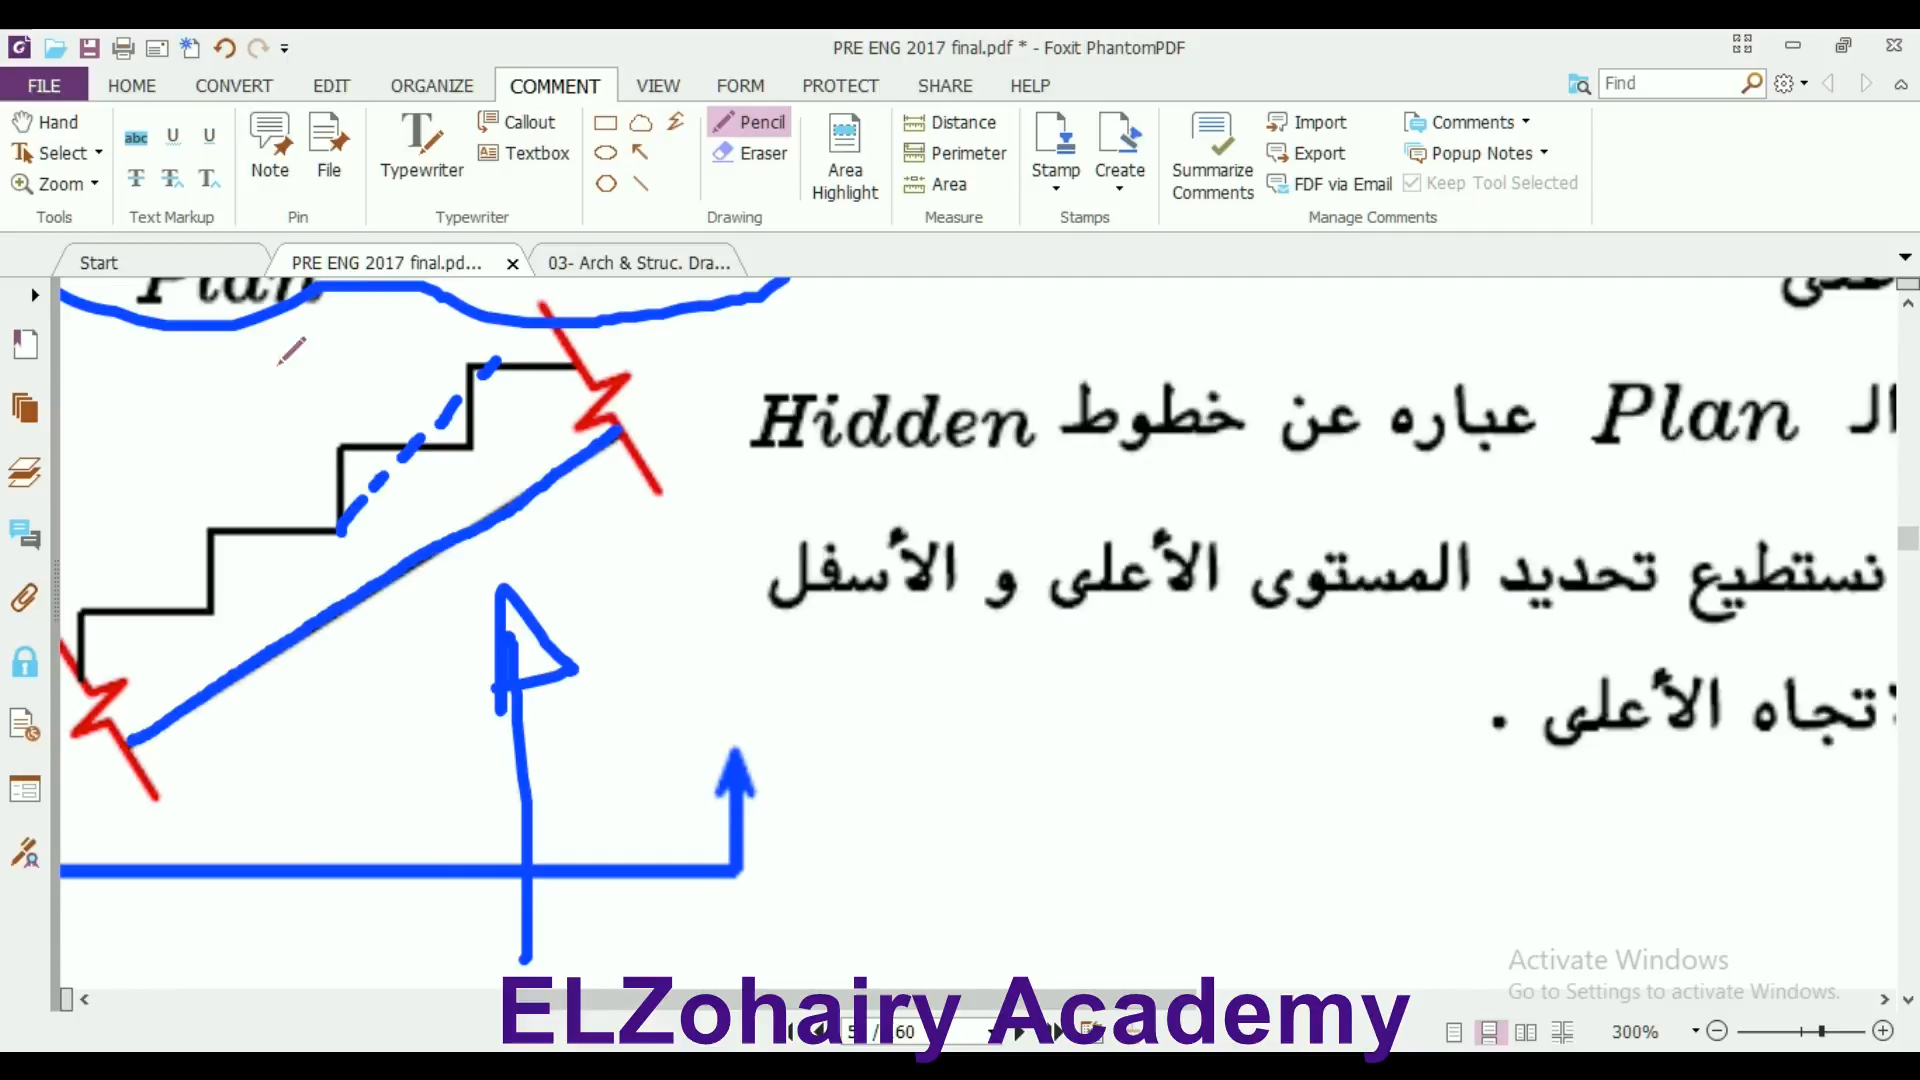 PRE ENG 2017 final.pdf * - Foxit PhantomPDF
FILE HOME CONVERT EDIT ORGANIZE COMMENT VIEW FORM PROTECT SHARE HELP Find
Hand
Select
Zoom
Tools
abc U U
T T T
Text Markup
Note File
Pin
Typewriter
Callout
Textbox
Typewriter
Pencil
Eraser
Area Highlight
Drawing
Distance
Perimeter
Area
Measure
Stamp Create
Stamps
Summarize Comments
Import
Export
FDF via Email
Comments
Popup Notes
Keep Tool Selected
Manage Comments
Start PRE ENG 2017 final.pd... 03- Arch & Struc. Dra...
Plan
الـ Plan عباره عن خطوط Hidden
نستطيع تحديد المستوى الأعلى و الأسفل
الأعلى .
Activate Windows
Go to Settings to activate Windows.
ELZohairy Academy
/ 60
300%